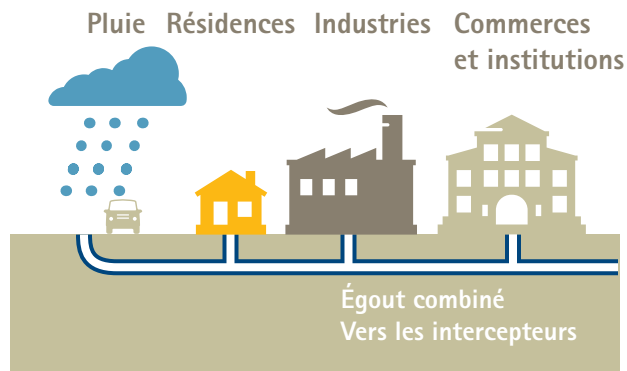 Pluie Résidences Industries Commerces
et institutions
Égout combiné
Vers les intercepteurs